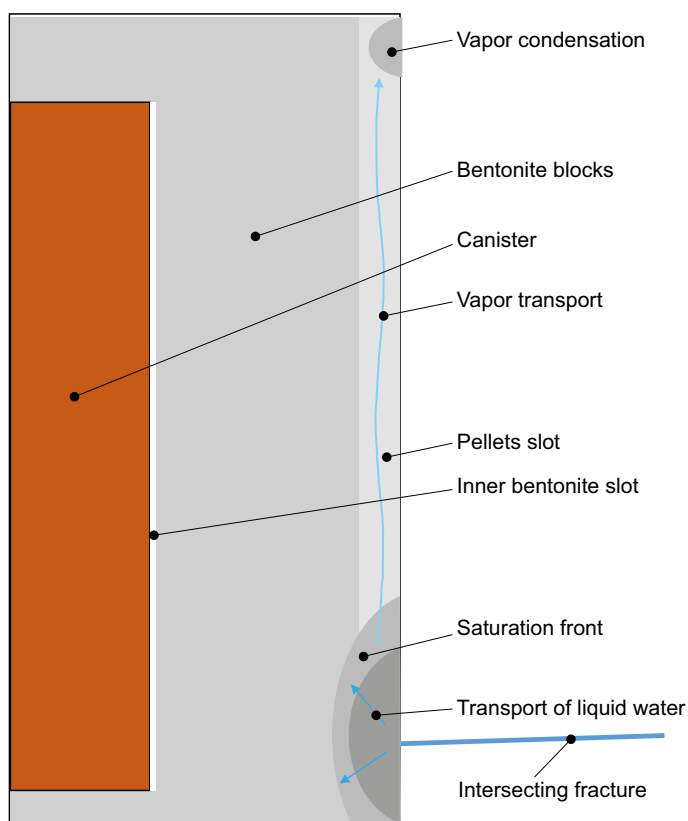 Vapor condensation
Bentonite blocks
Canister
Vapor transport
Pellets slot
Inner bentonite slot
Saturation front
Transport of liquid water
Intersecting fracture